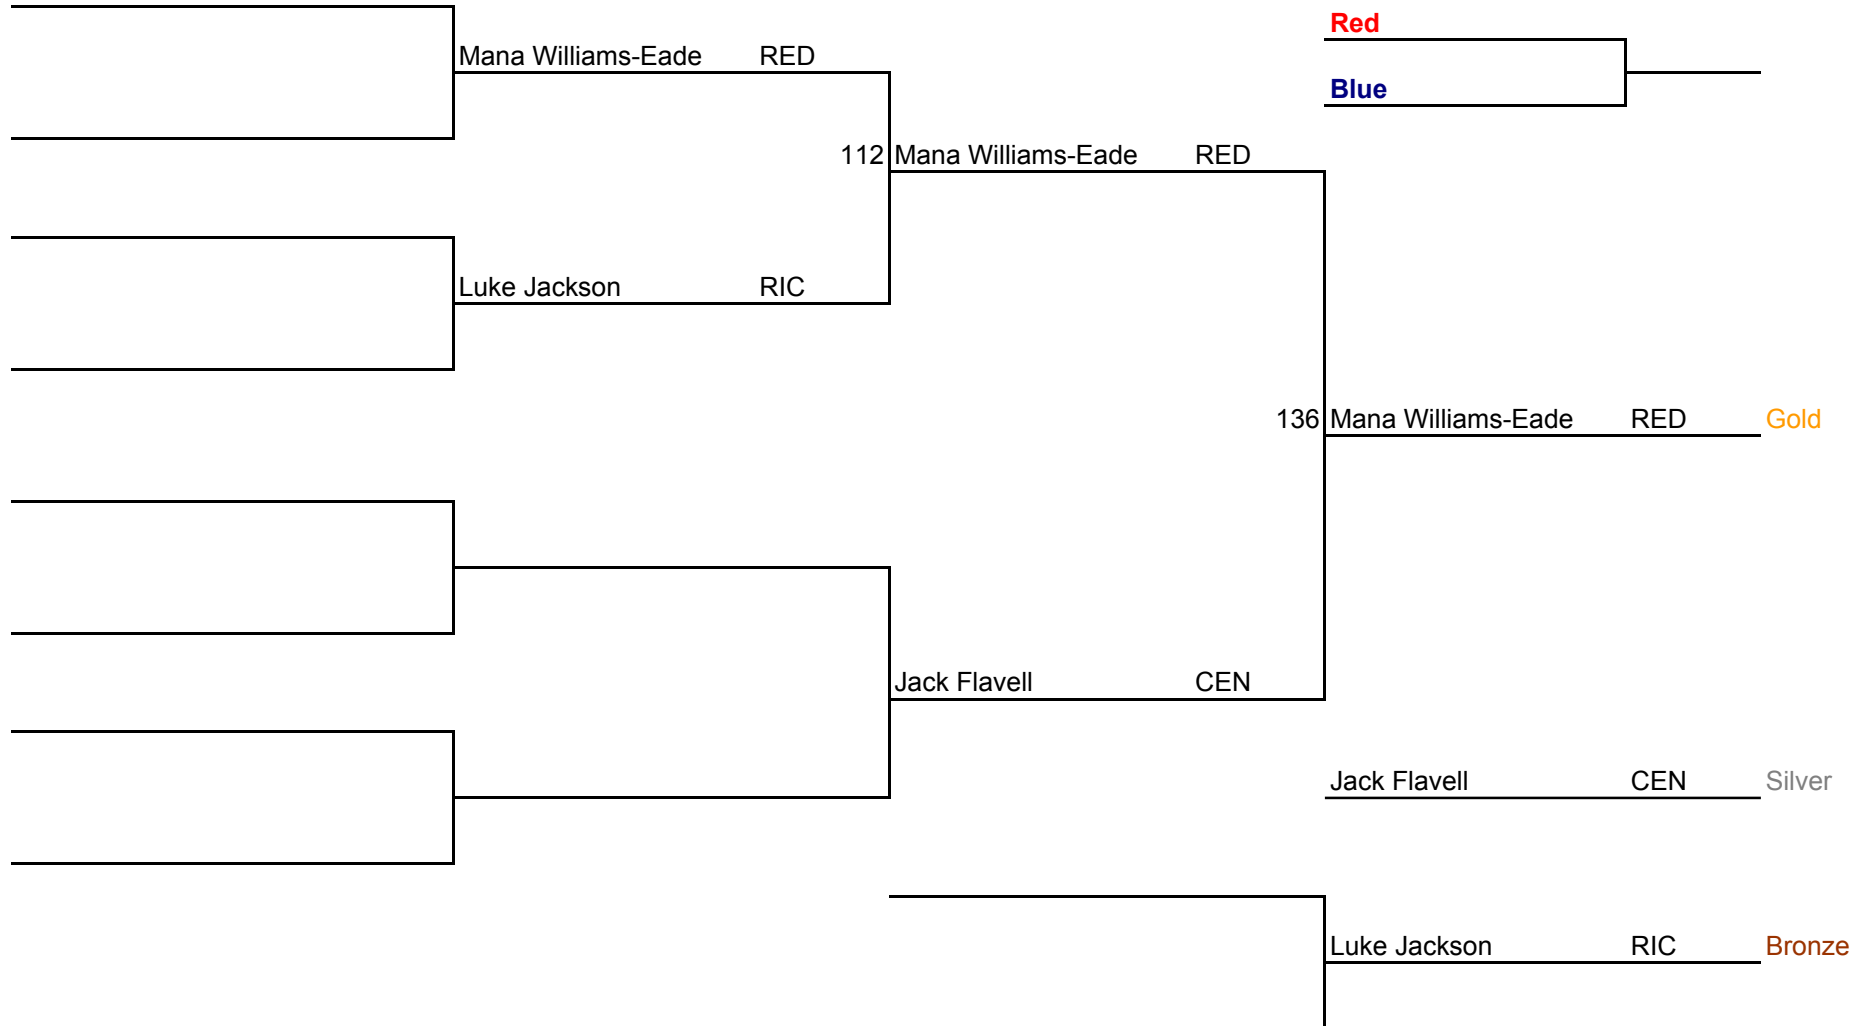 Red
Mana Williams-Eade RED
Blue
112 Mana Williams-Eade RED
Luke Jackson RIC
136 Mana Williams-Eade RED Gold
Jack Flavell CEN
Jack Flavell CEN Silver
Luke Jackson RIC Bronze